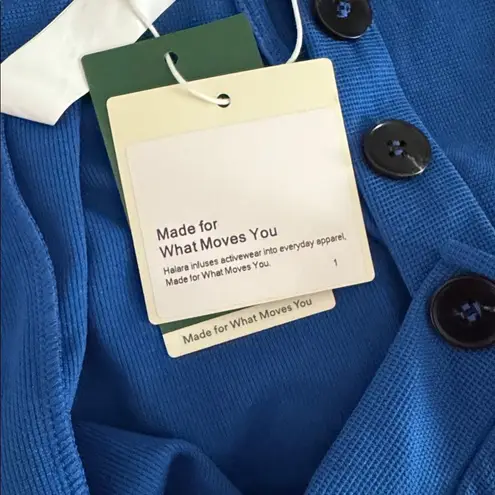 Made for
What Moves You
Halara infuses activewear into everyday apparel,
Made for What Moves You.
1
Made for What Moves You